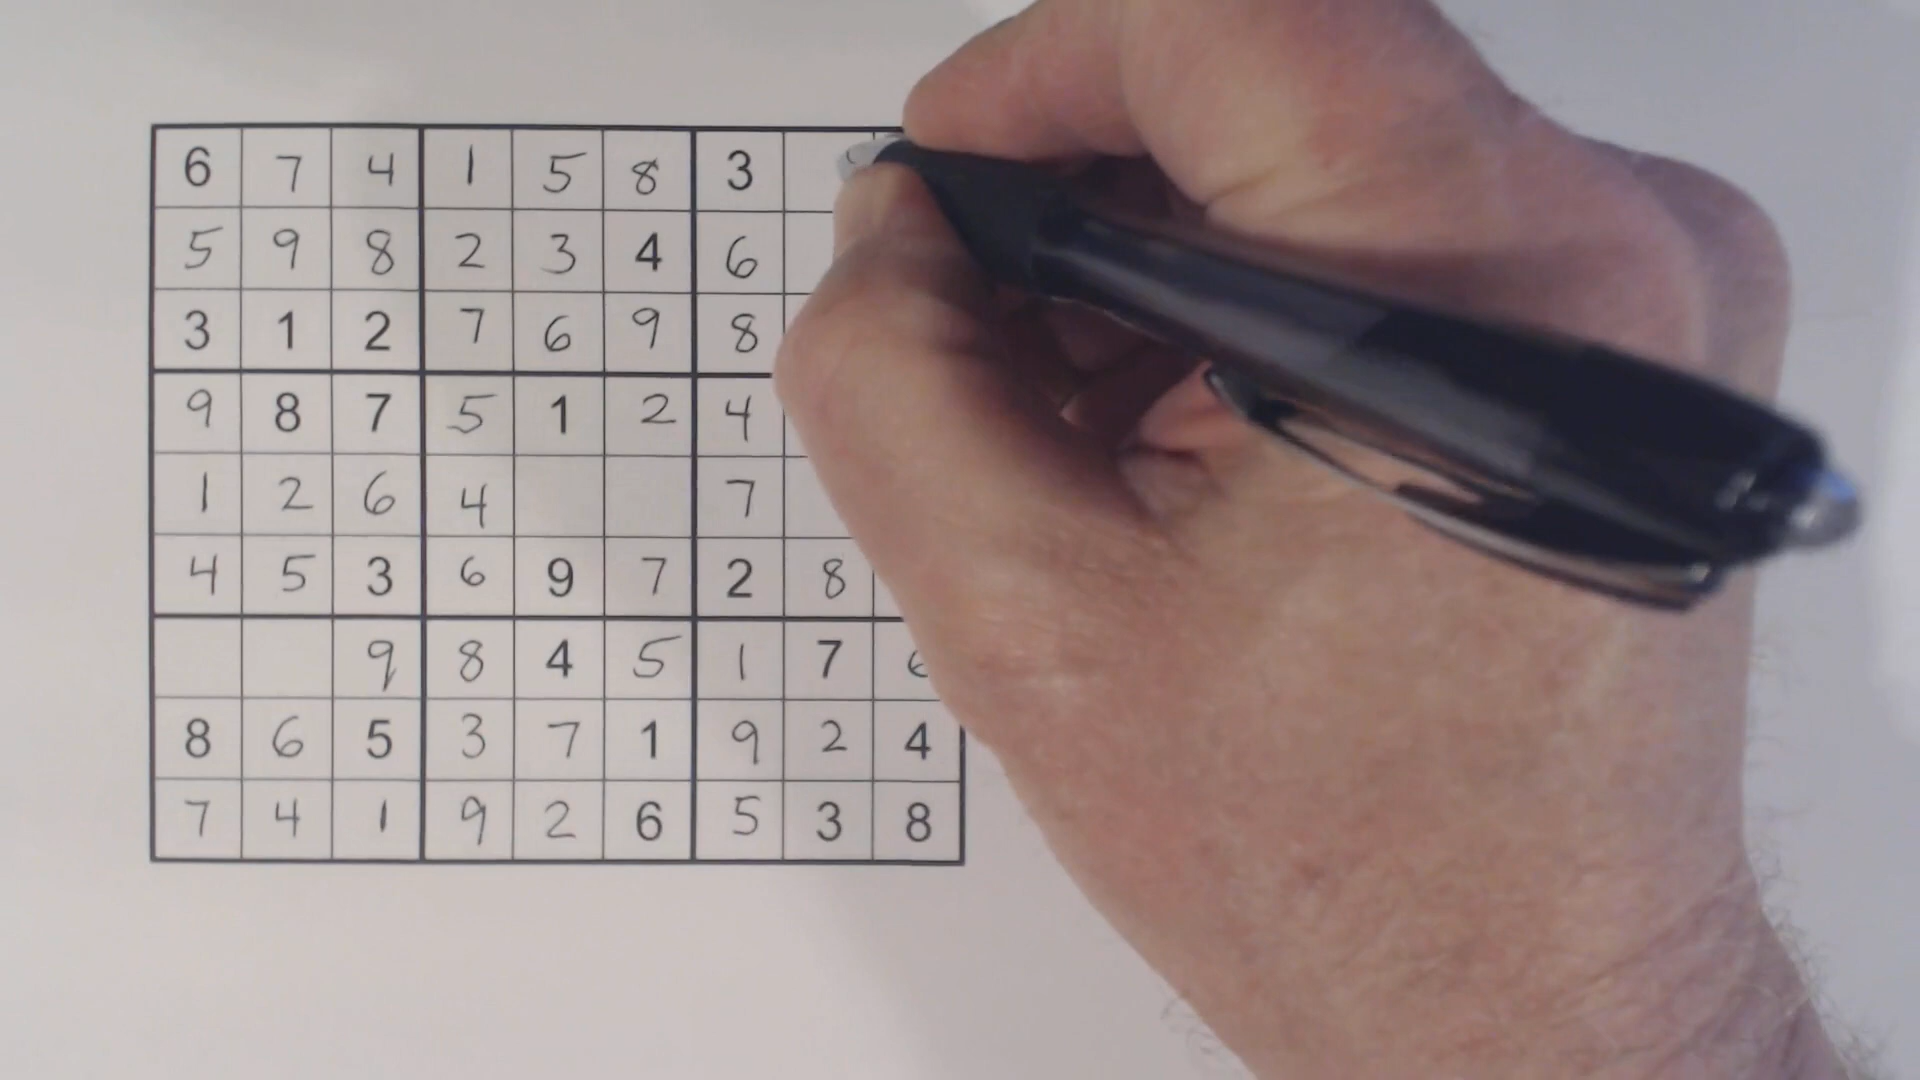 6 7 4 1 5 8 3
5 9 8 2 3 4 6
3 1 2 7 6 9 8
9 8 7 5 1 2 4
1 2 6 4 7
4 5 3 6 9 7 2 8
9 8 4 5 1 7 6
8 6 5 3 7 1 9 2 4
7 4 1 9 2 6 5 3 8